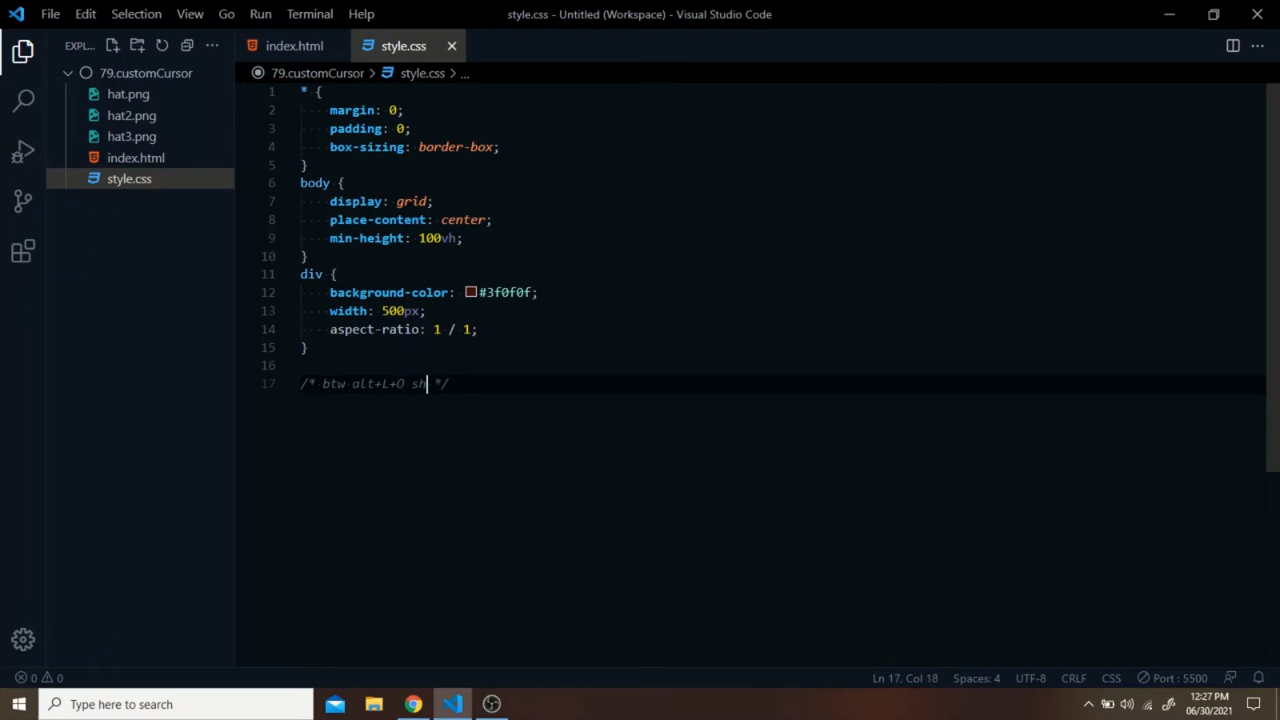 File Edit Selection View Go Run Terminal Help
style.css - Untitled (Workspace) - Visual Studio Code
EXPL...
index.html
style.css
79.customCursor
79.customCursor > style.css > ...
hat.png
hat2.png
hat3.png
index.html
style.css
1 * {
2 margin: 0;
3 padding: 0;
4 box-sizing: border-box;
5 }
6 body {
7 display: grid;
8 place-content: center;
9 min-height: 100vh;
10 }
11 div {
12 background-color: #3f0f0f;
13 width: 500px;
14 aspect-ratio: 1 / 1;
15 }
16
17 /* btw alt+L+O sh */
0 0
Ln 17, Col 18 Spaces: 4 UTF-8 CRLF CSS Port : 5500
Type here to search
12:27 PM
06/30/2021